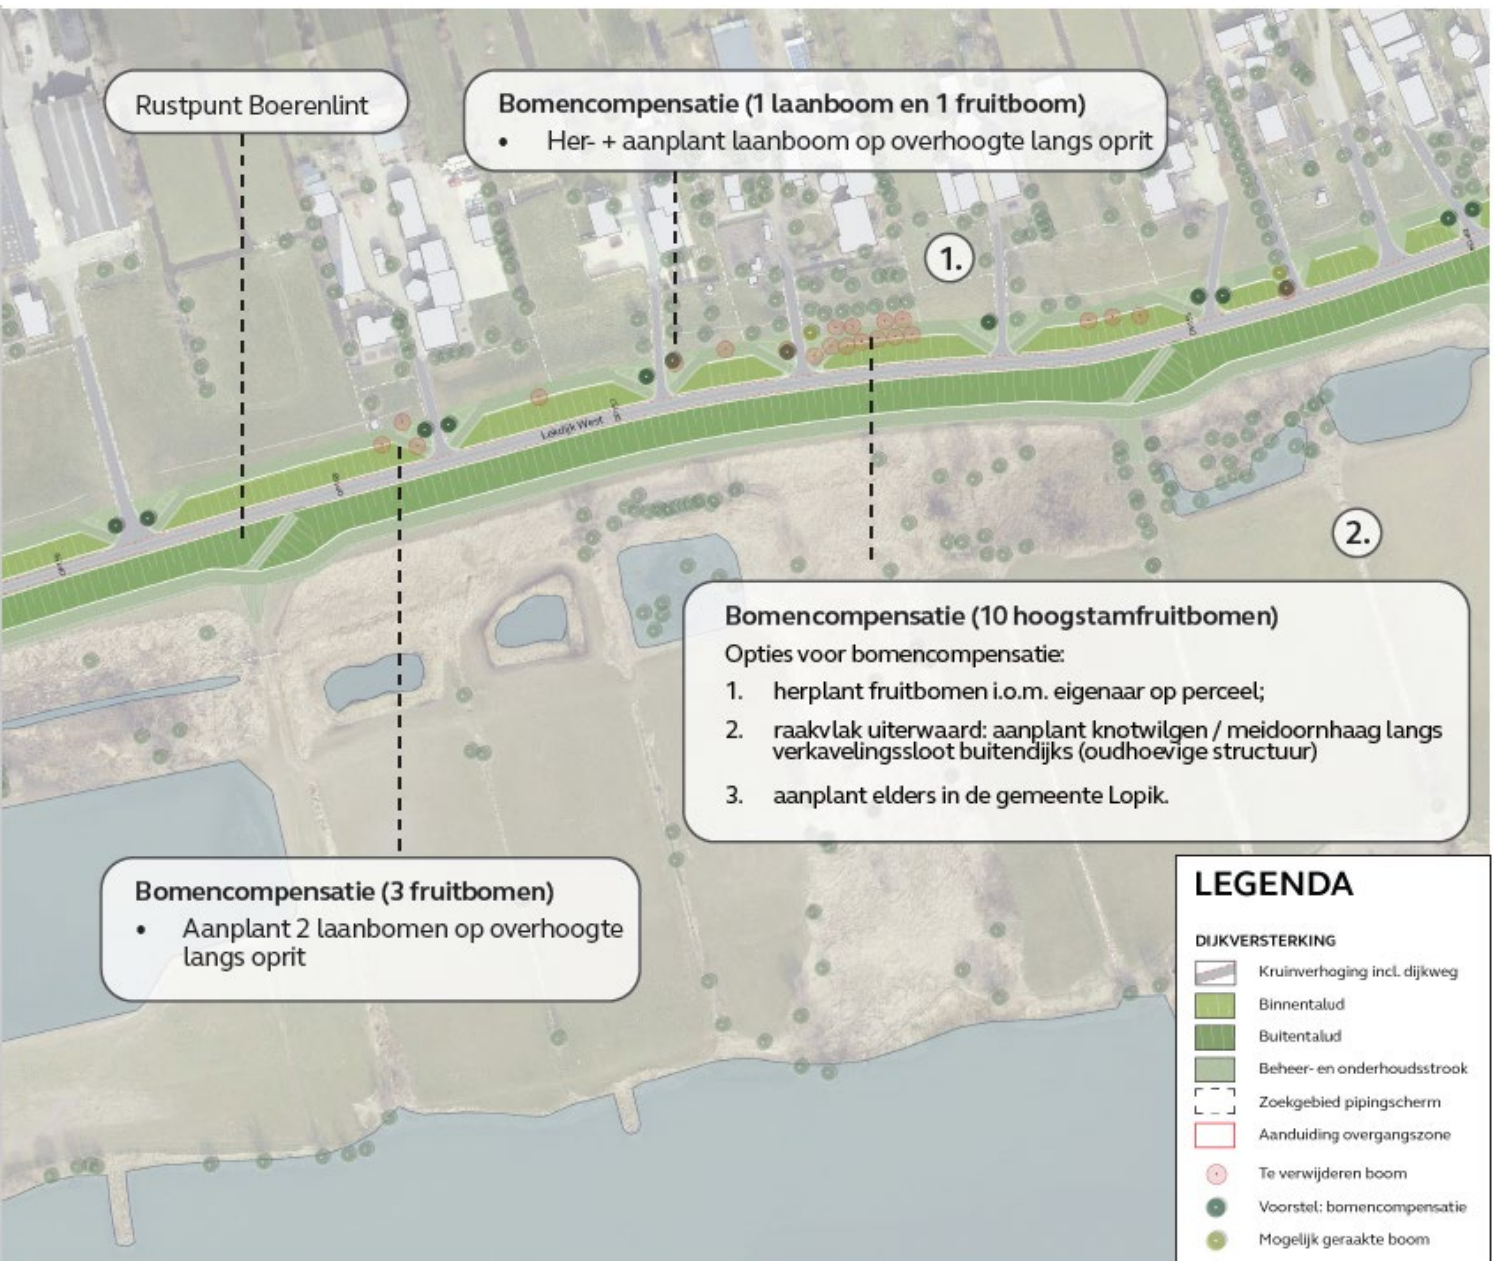 Rustpunt Boerenlint
Bomencompensatie (1 laanboom en 1 fruitboom)
• Her- + aanplant laanboom op overhoogte langs oprit
1.
Lekdijk West
2.
Bomencompensatie (10 hoogstamfruitbomen)
Opties voor bomencompensatie:
1. herplant fruitbomen i.o.m. eigenaar op perceel;
2. raakvlak uiterwaard: aanplant knotwilgen / meidoornhaag langs
verkavelingssloot buitendijks (oudhoevige structuur)
3. aanplant elders in de gemeente Lopik.
Bomencompensatie (3 fruitbomen)
• Aanplant 2 laanbomen op overhoogte
langs oprit
LEGENDA
DIJKVERSTERKING
Kruinverhoging incl. dijkweg
Binnentalud
Buitentalud
Beheer- en onderhoudsstrook
Zoekgebied pipingscherm
Aanduiding overgangszone
Te verwijderen boom
Voorstel: bomencompensatie
Mogelijk geraakte boom